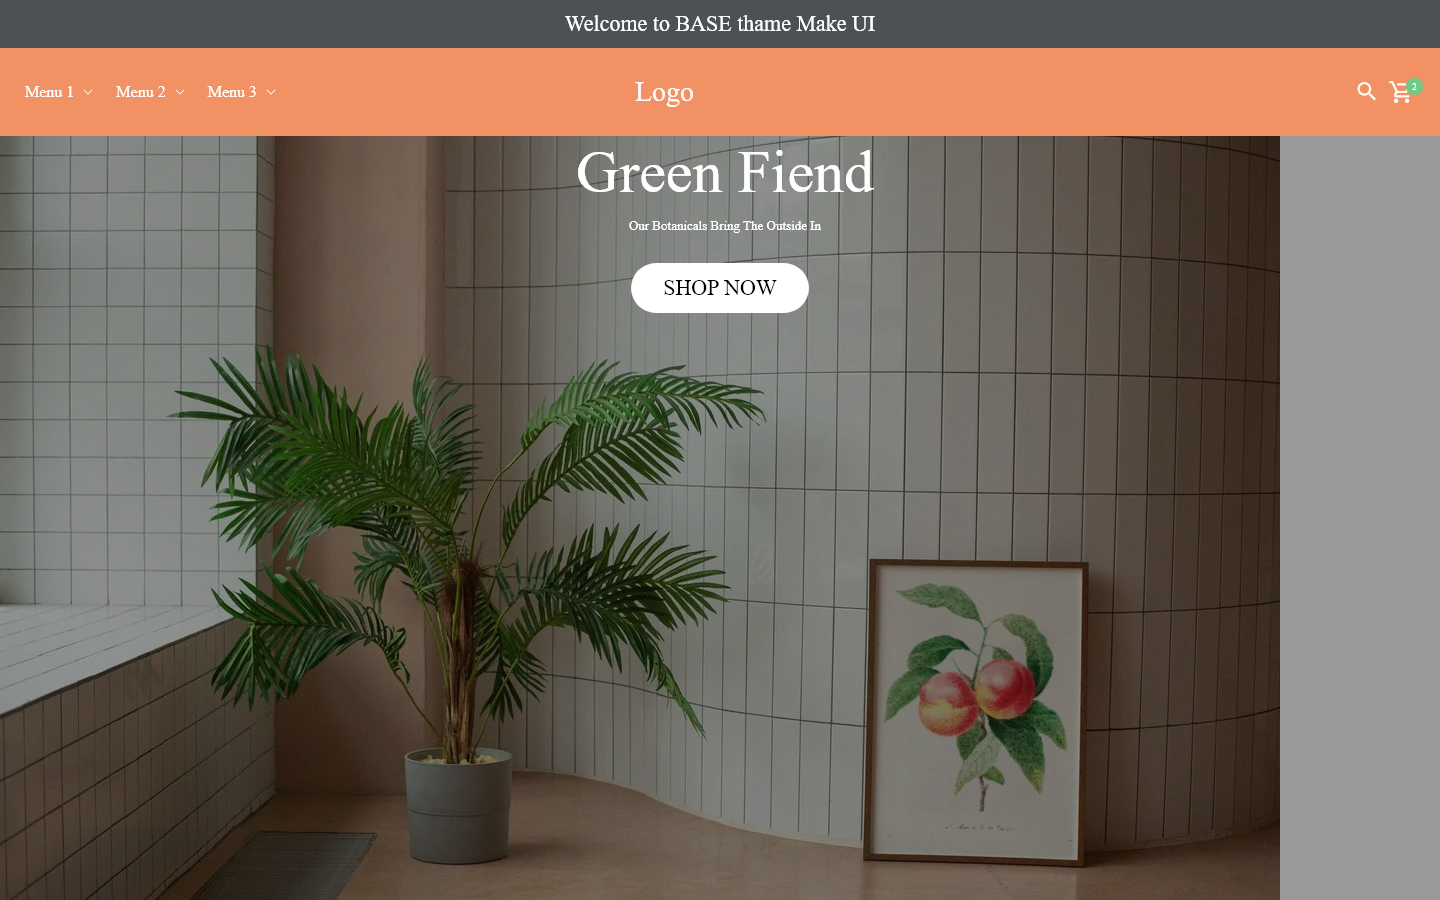 Welcome to BASE thame Make UI
Menu 1
Menu 2
Menu 3
Logo
2
Green Fiend
Our Botanicals Bring The Outside In
SHOP NOW